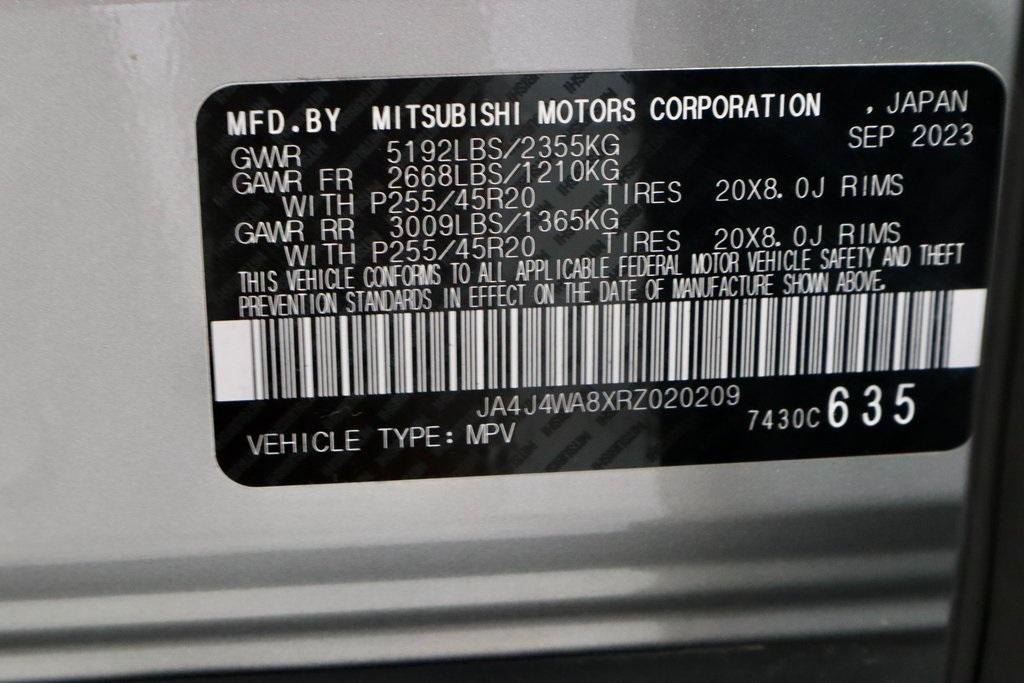 MFD.BY MITSUBISHI MOTORS CORPORATION , JAPAN
SEP 2023
GVWR 5192LBS/2355KG
GAWR FR 2668LBS/1210KG
WITH P255/45R20 TIRES 20X8.0J RIMS
GAWR RR 3009LBS/1365KG
WITH P255/45R20 TIRES 20X8.0J RIMS
THIS VEHICLE CONFORMS TO ALL APPLICABLE FEDERAL MOTOR VEHICLE SAFETY AND THEFT
PREVENTION STANDARDS IN EFFECT ON THE DATE OF MANUFACTURE SHOWN ABOVE.
JA4J4WA8XRZ020209
7430C 635
VEHICLE TYPE: MPV